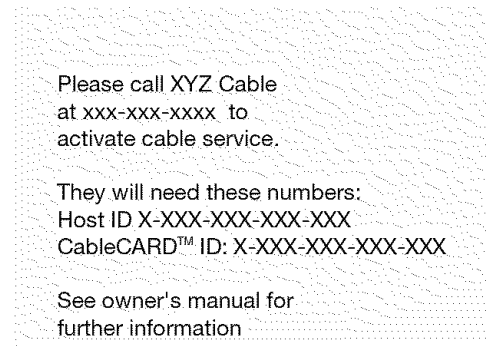 Please call XYZ Cable
at xxx-xxx-xxxx to
activate cable service.
They will need these numbers:
Host ID X-XXX-XXX-XXX-XXX
CableCARD™ ID: X-XXX-XXX-XXX-XXX
See owner's manual for
further information